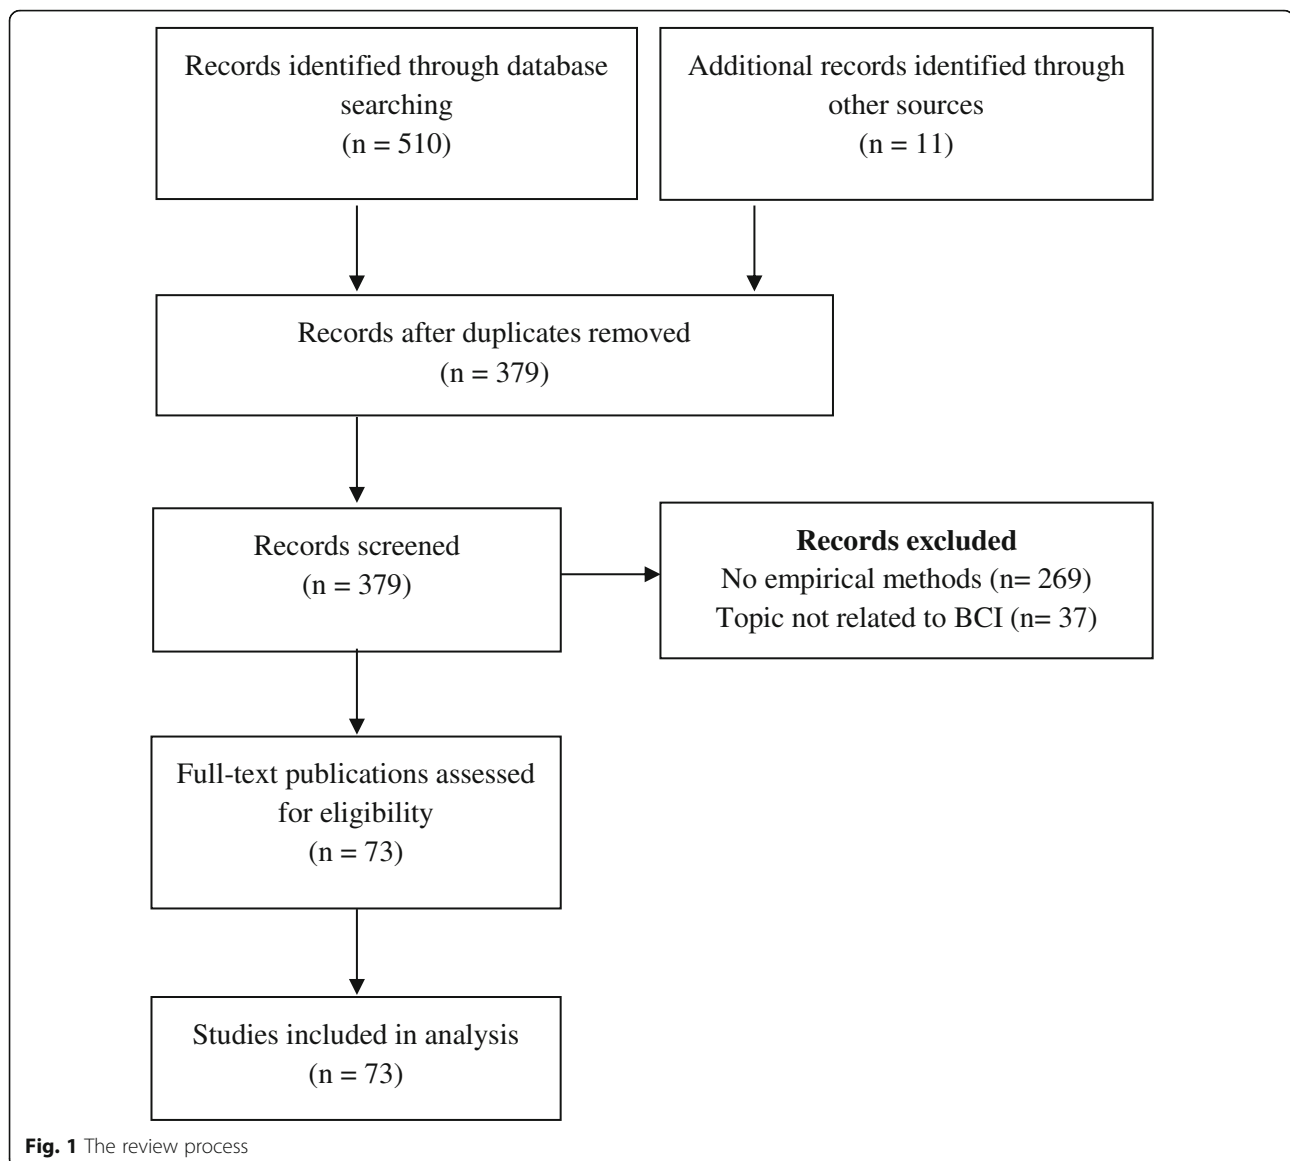 Records identified through database
searching
(n = 510)
Additional records identified through
other sources
(n = 11)
Records after duplicates removed
(n = 379)
Records screened
(n = 379)
Records excluded
No empirical methods (n= 269)
Topic not related to BCI (n= 37)
Full-text publications assessed
for eligibility
(n = 73)
Studies included in analysis
(n = 73)
Fig. 1 The review process